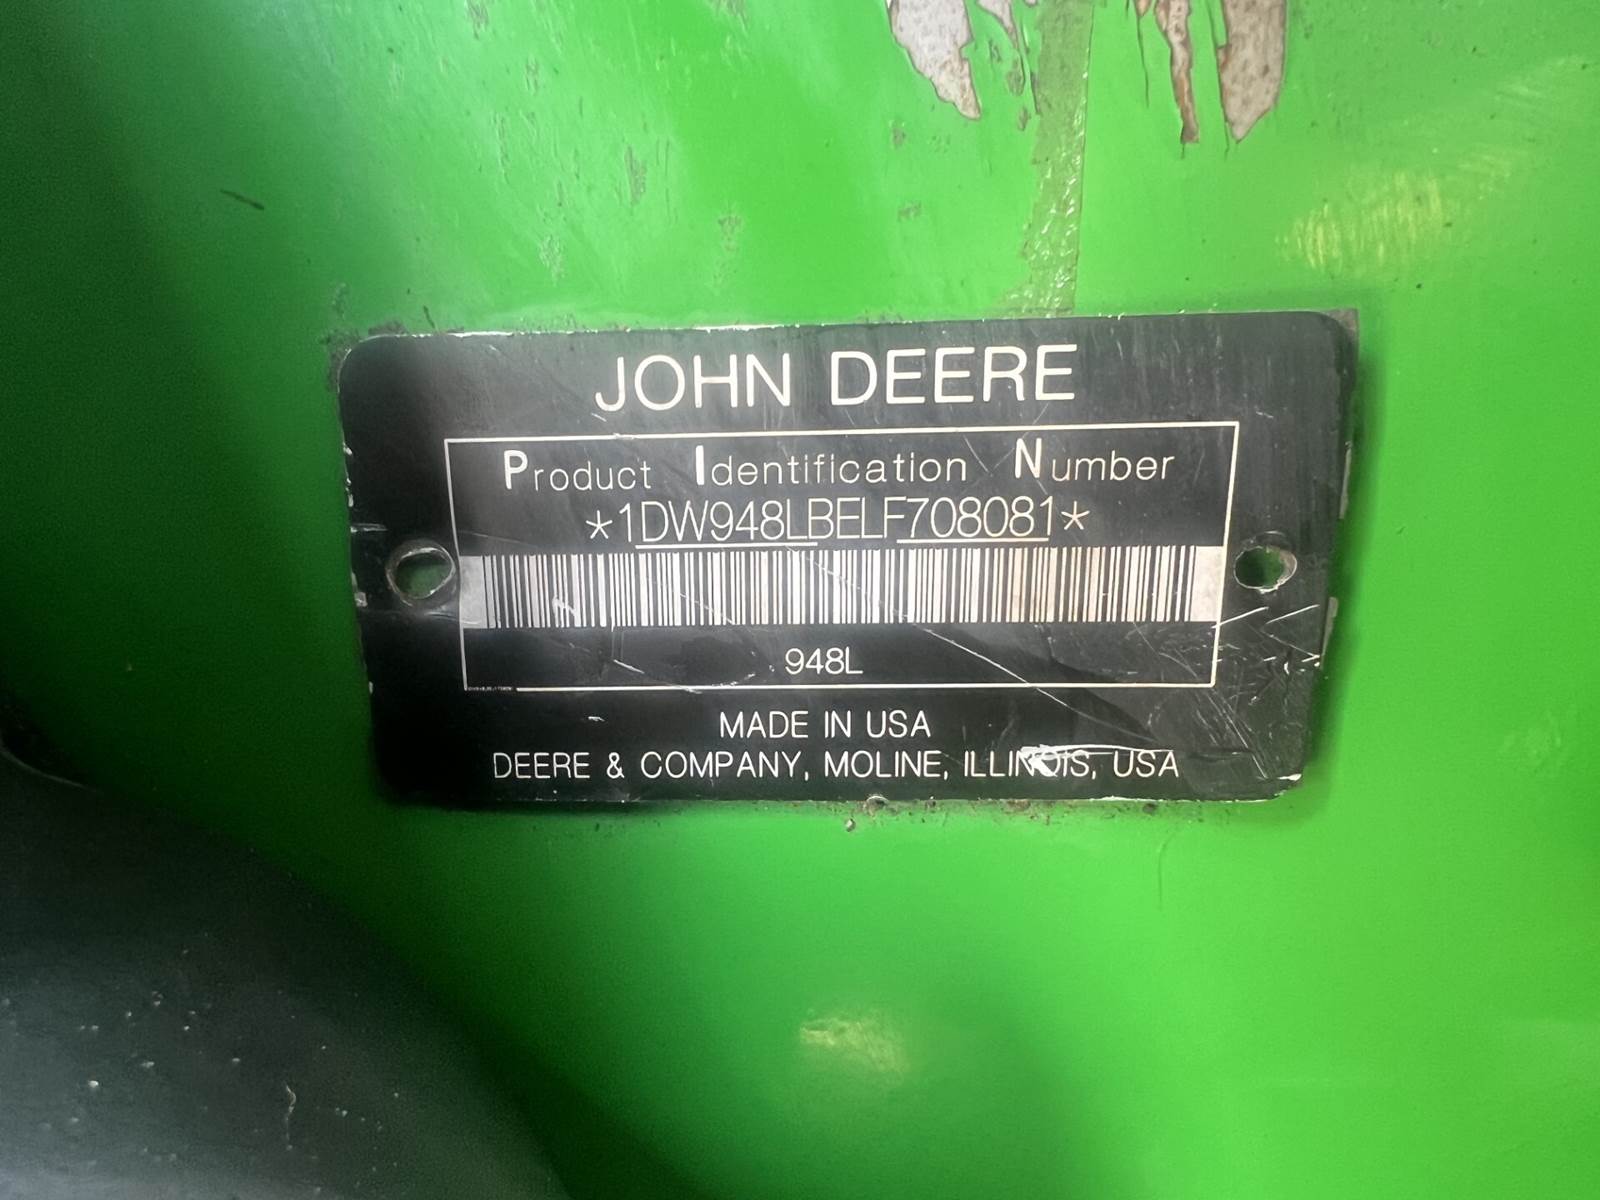 JOHN DEERE
Product Identification Number
*1DW948LBELF708081*
948L
MADE IN USA
DEERE & COMPANY, MOLINE, ILLINOIS, USA